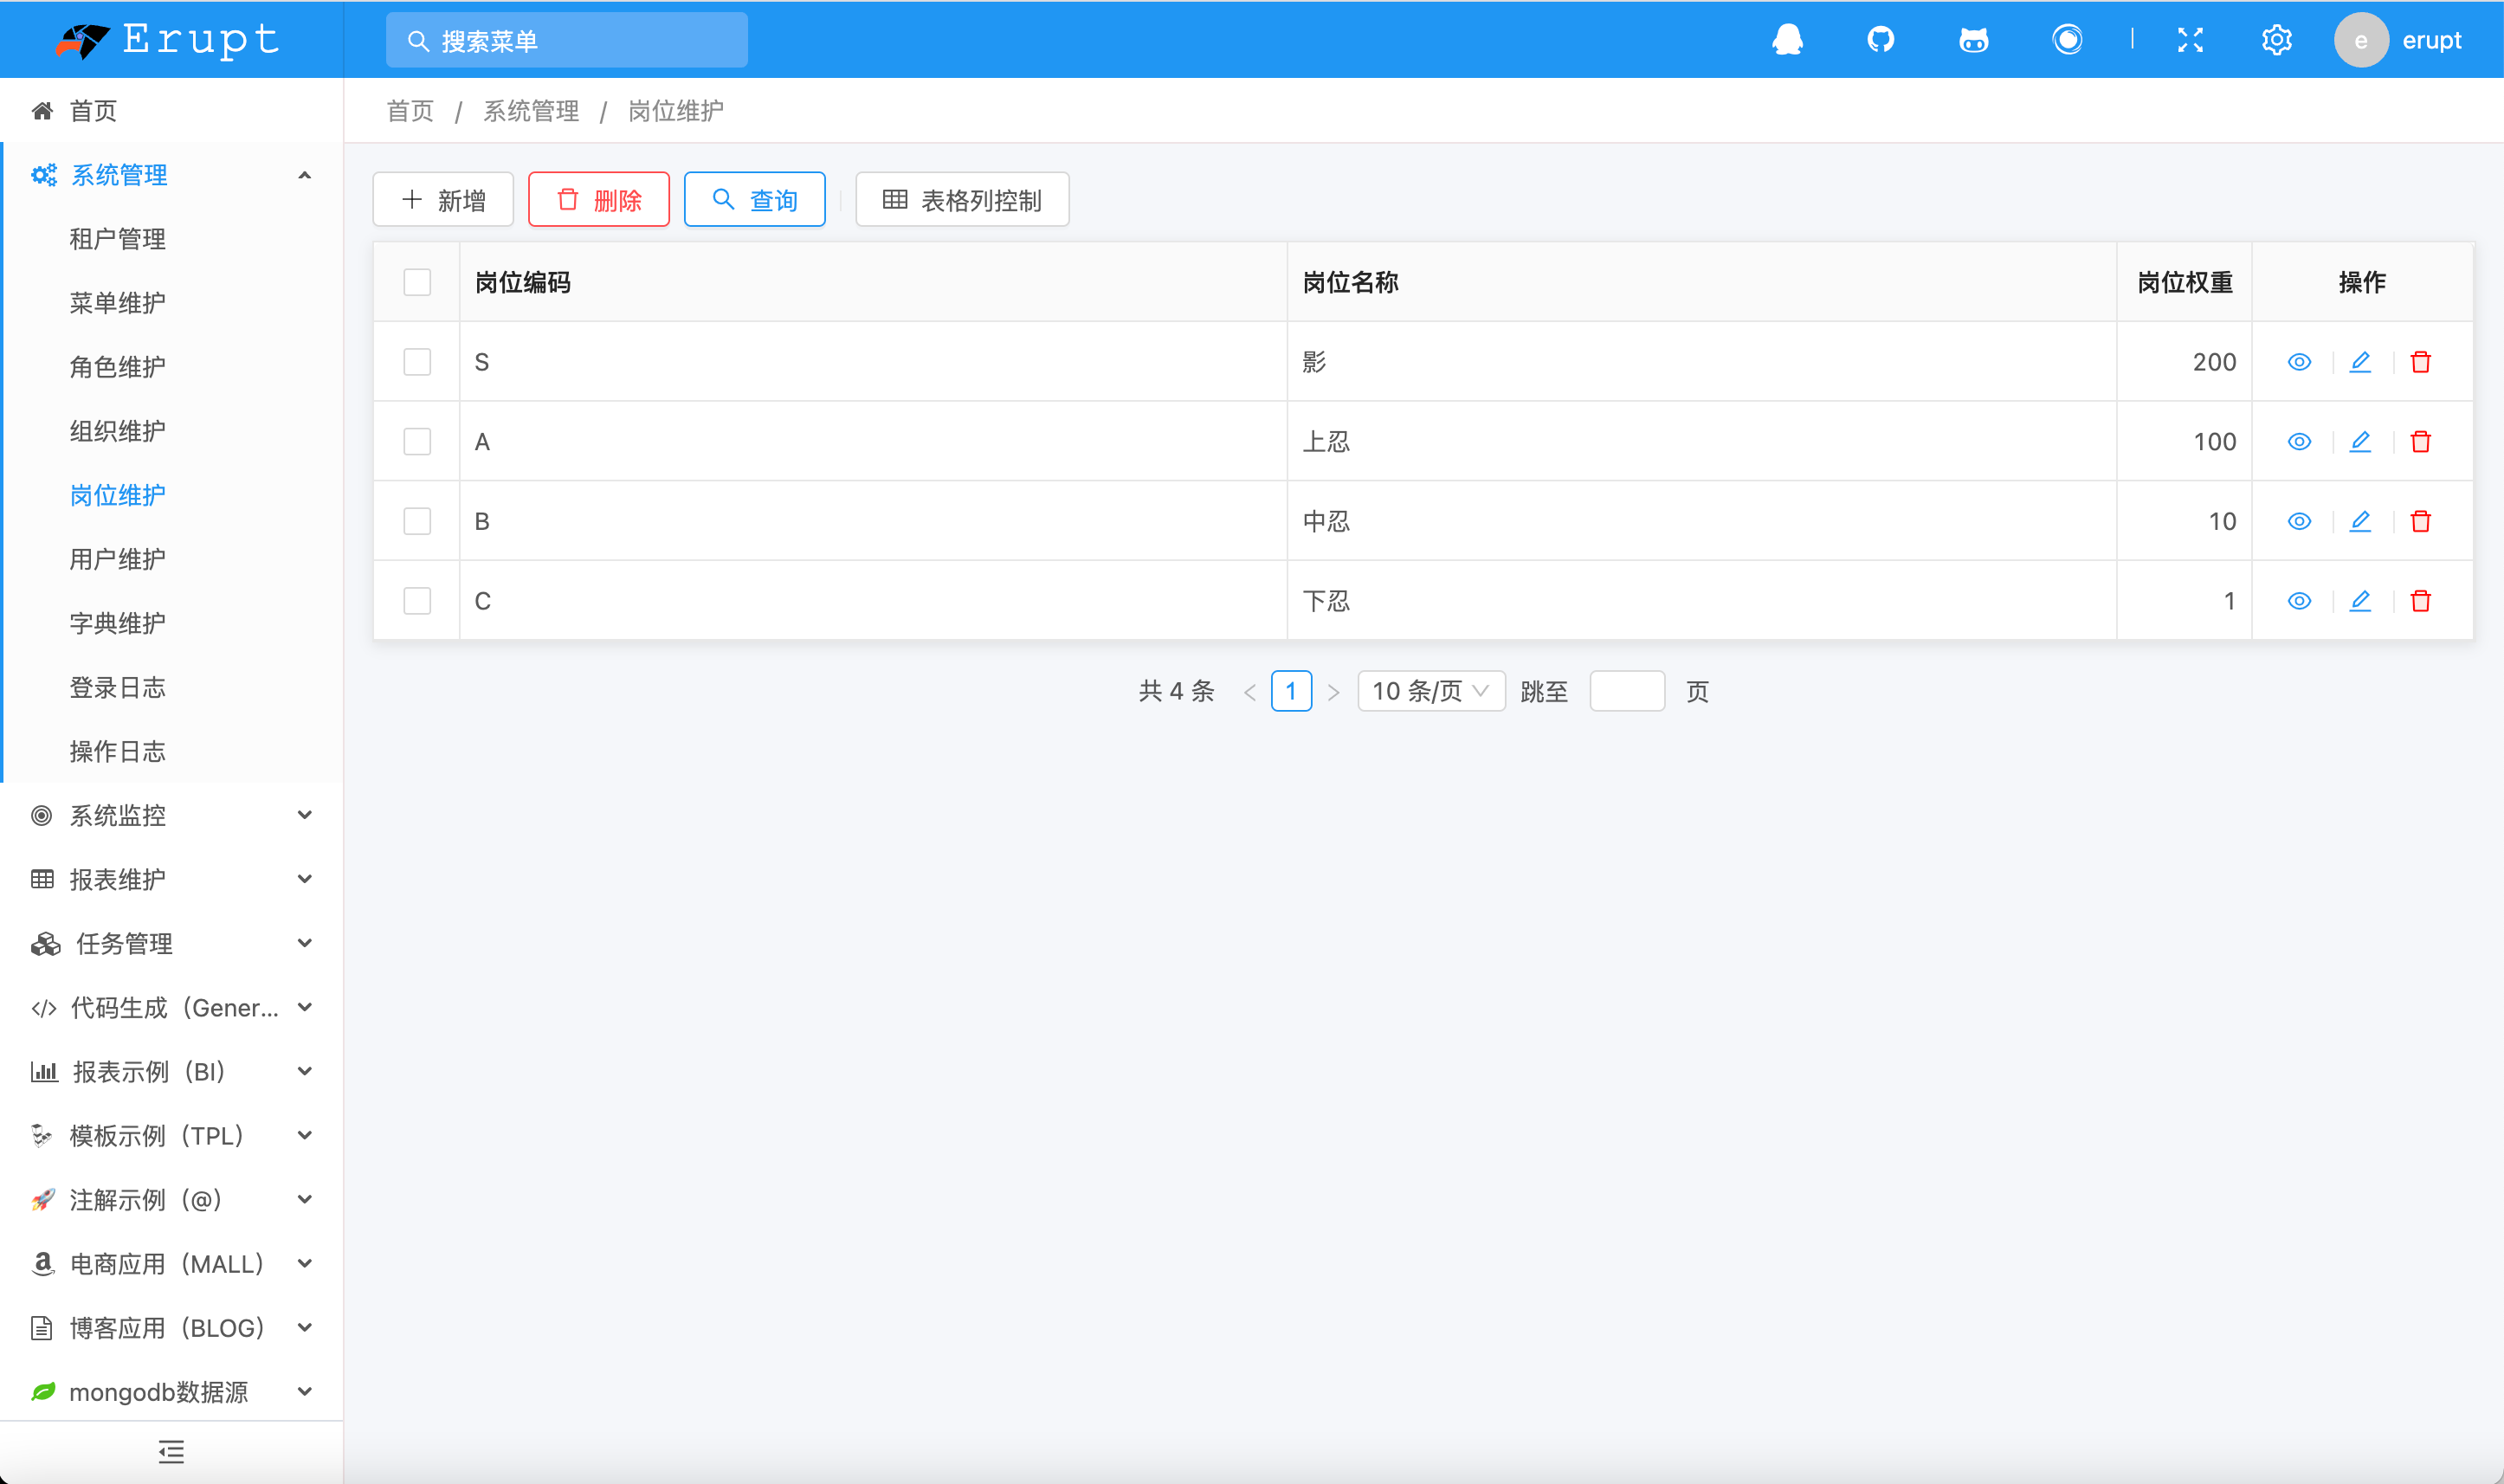 Erupt
搜索菜单
e
erupt
首页
系统管理
租户管理
菜单维护
角色维护
组织维护
岗位维护
用户维护
字典维护
登录日志
操作日志
系统监控
报表维护
任务管理
代码生成（Gener...
报表示例（BI）
模板示例（TPL）
注解示例（@）
电商应用（MALL）
博客应用（BLOG）
mongodb数据源
首页 / 系统管理 / 岗位维护
新增 删除 查询 表格列控制
岗位编码 岗位名称 岗位权重 操作
S 影 200
A 上忍 100
B 中忍 10
C 下忍 1
共 4 条 < 1 > 10 条/页 跳至 页